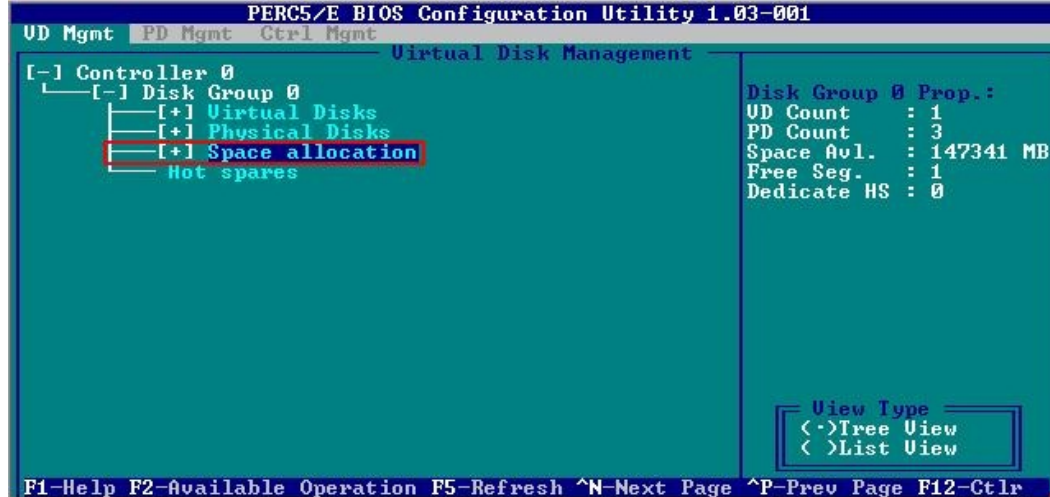 PERC5/E BIOS Configuration Utility 1.03-001
VD Mgmt PD Mgmt Ctrl Mgmt
Virtual Disk Management
[-] Controller 0
[-] Disk Group 0
[+] Virtual Disks
[+] Physical Disks
[+] Space allocation
Hot spares
Disk Group 0 Prop.:
VD Count : 1
PD Count : 3
Space Avl. : 147341 MB
Free Seg. : 1
Dedicate HS : 0
View Type
(·)Tree View
( )List View
F1-Help F2-Available Operation F5-Refresh ^N-Next Page ^P-Prev Page F12-Ctlr